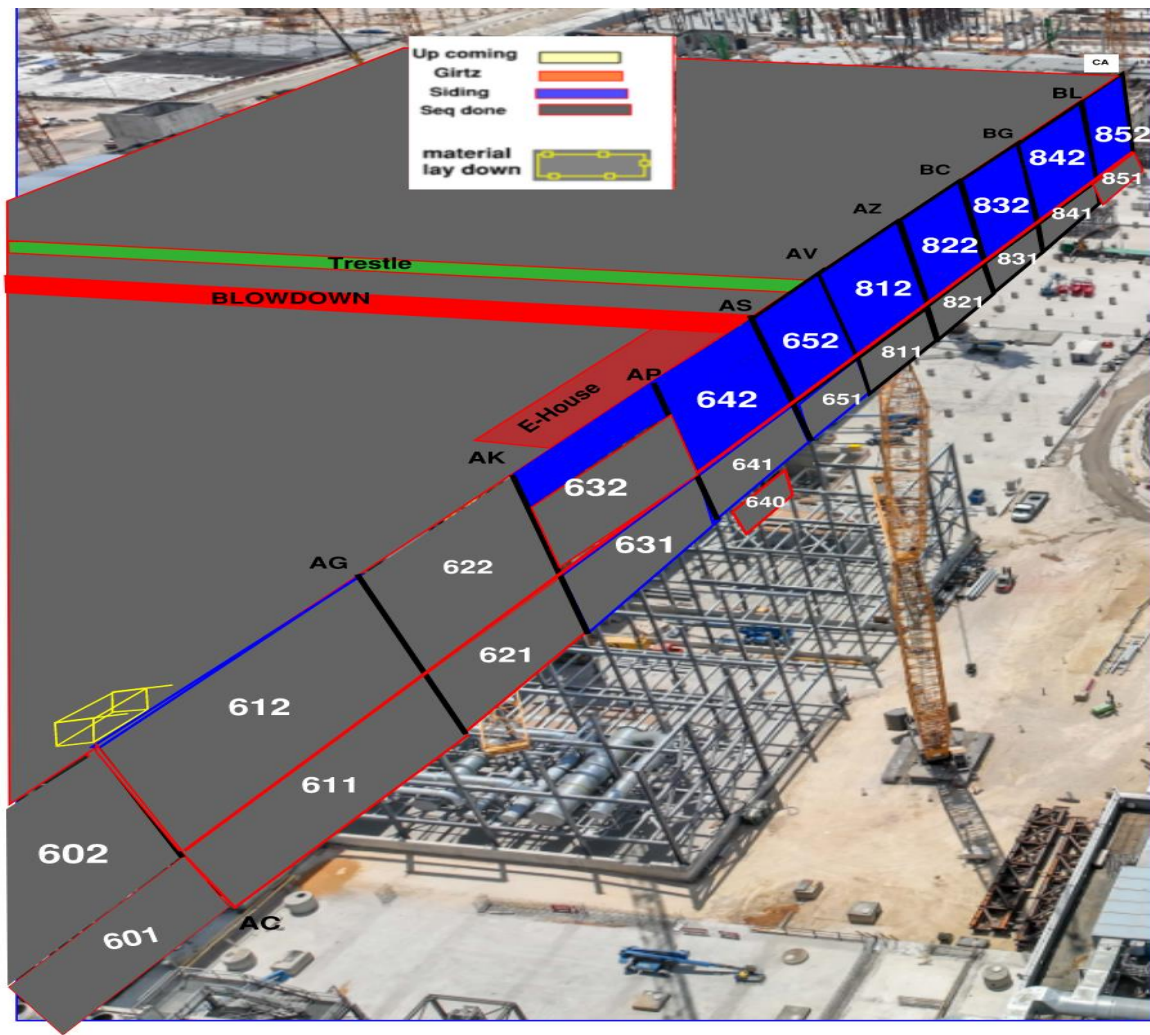 Up coming
Girtz
Siding
Seq done
material
lay down
CA
BL
852
BG
842
851
BC
832
841
AZ
822
831
AV
812
821
Trestle
BLOWDOWN
AS
652
811
AP
642
651
E-House
AK
632
641
640
AG
622
631
612
621
611
602
601
AC